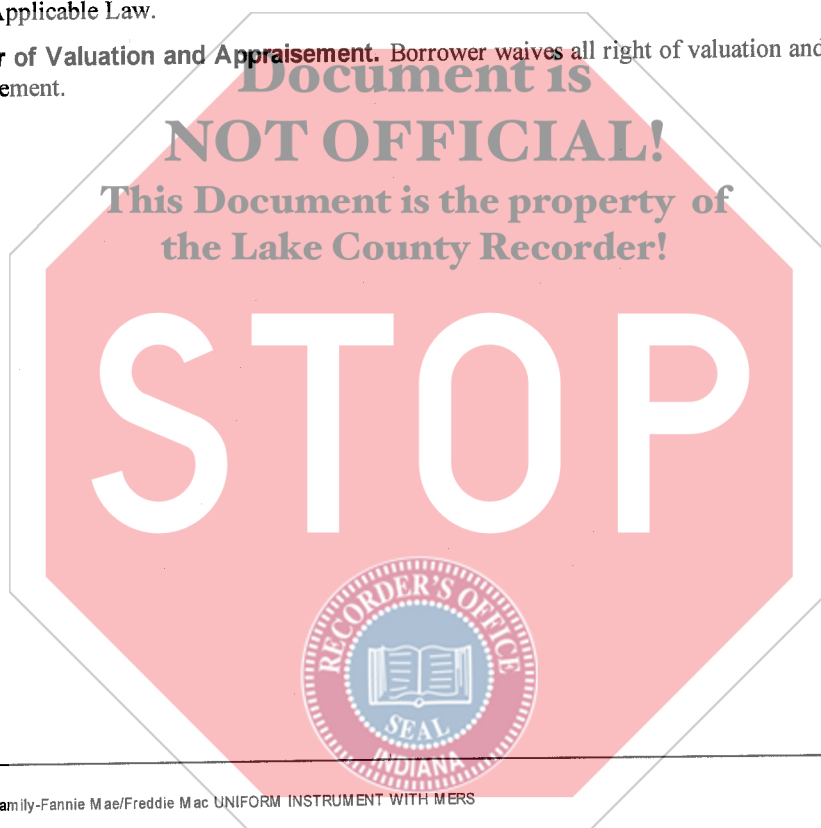 Applicable Law.
r of Valuation and Appraisement. Borrower waives all right of valuation and
ement.
Document is
NOT OFFICIAL!
This Document is the property of
the Lake County Recorder!
STOP
RECORDER'S OFFICE
SEAL
INDIANA
amily-Fannie Mae/Freddie Mac UNIFORM INSTRUMENT WITH MERS